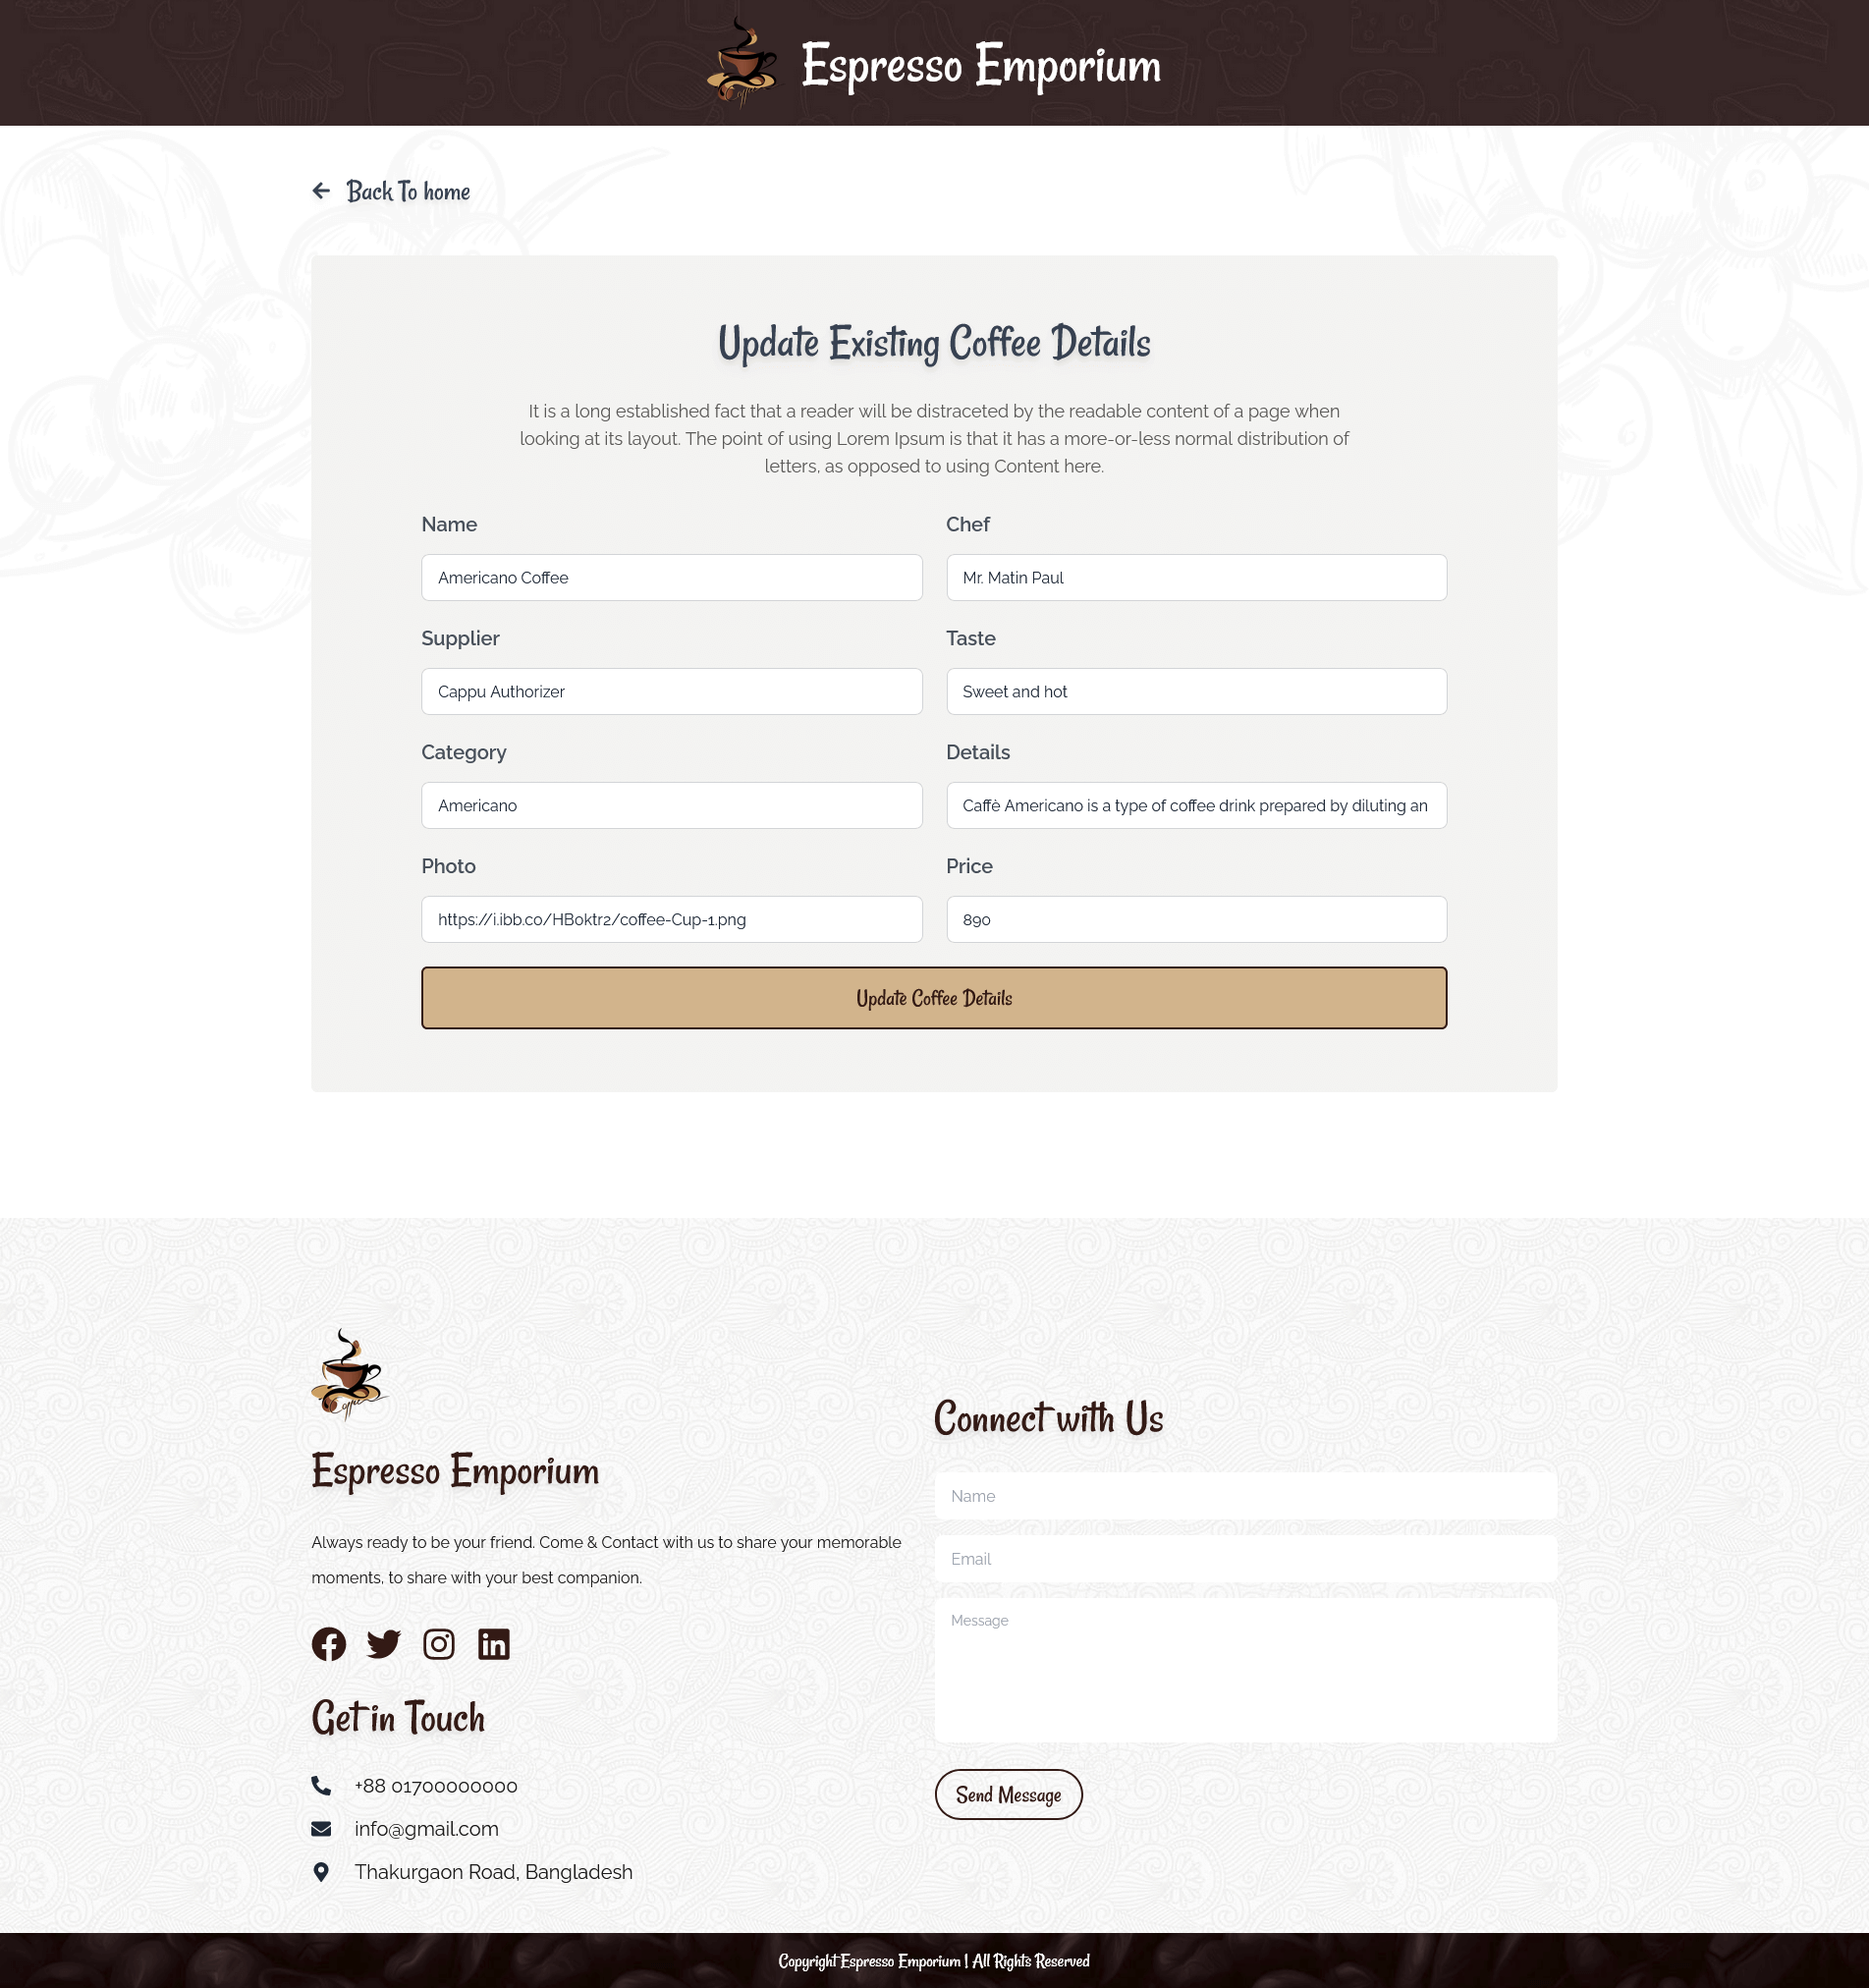 Espresso Emporium
Back To home
Update Existing Coffee Details
It is a long established fact that a reader will be distraceted by the readable content of a page when
looking at its layout. The point of using Lorem Ipsum is that it has a more-or-less normal distribution of
letters, as opposed to using Content here.
Name
Americano Coffee
Chef
Mr. Matin Paul
Supplier
Cappu Authorizer
Taste
Sweet and hot
Category
Americano
Details
Caffè Americano is a type of coffee drink prepared by diluting an
Photo
https://i.ibb.co/HB0ktr2/coffee-Cup-1.png
Price
890
Update Coffee Details
Coffee
Espresso Emporium
Always ready to be your friend. Come & Contact with us to share your memorable
moments, to share with your best companion.
Get in Touch
+88 01700000000
info@gmail.com
Thakurgaon Road, Bangladesh
Connect with Us
Name
Email
Message
Send Message
Copyright Espresso Emporium | All Rights Reserved